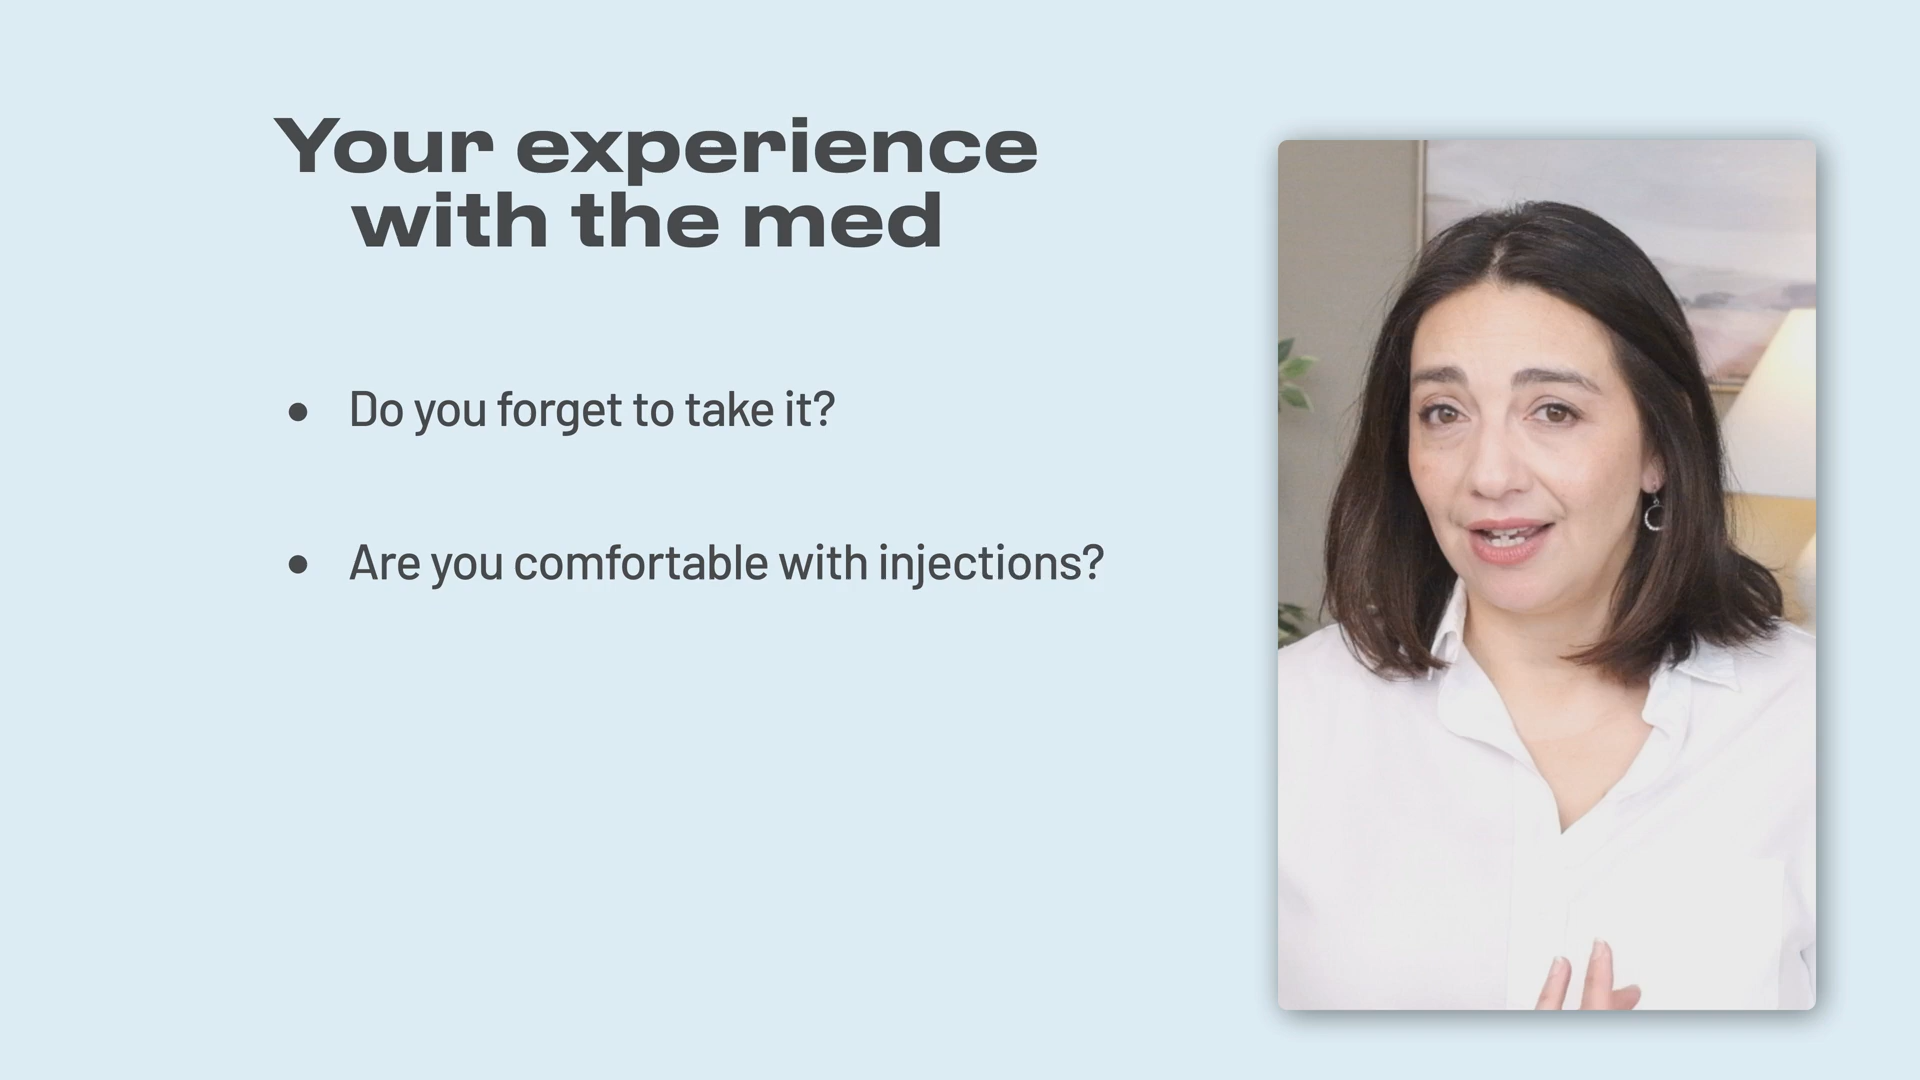 Your experience
with the med
• Do you forget to take it?
• Are you comfortable with injections?